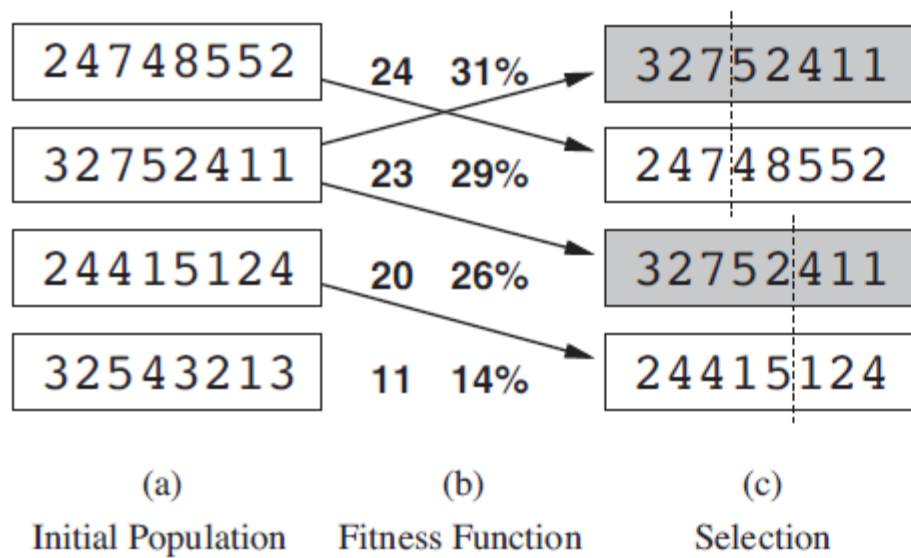 24748552 24 31% 32752411
32752411 23 29% 24748552
24415124 20 26% 32752411
32543213 11 14% 24415124
(a) (b) (c)
Initial Population Fitness Function Selection